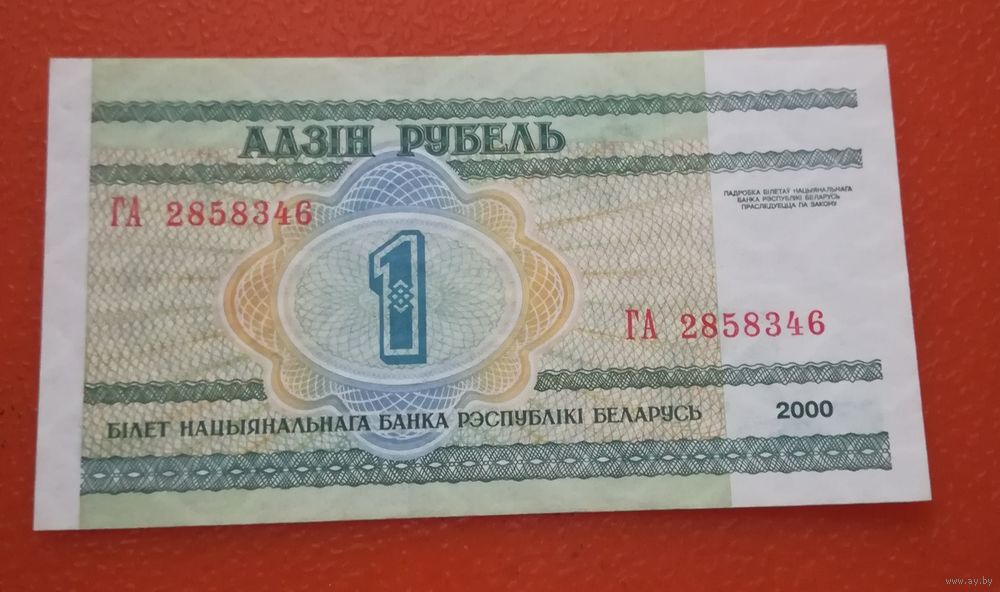 АДЗІН РУБЕЛЬ
ПАДРОБКА БІЛЕТАЎ НАЦЫЯНАЛЬНАГА
БАНКА РЭСПУБЛІКІ БЕЛАРУСЬ
ПРАСЛЕДУЕЦЦА ПА ЗАКОНУ
ГА 2858346
1
ГА 2858346
БІЛЕТ НАЦЫЯНАЛЬНАГА БАНКА РЭСПУБЛІКІ БЕЛАРУСЬ
2000
www.ay.by